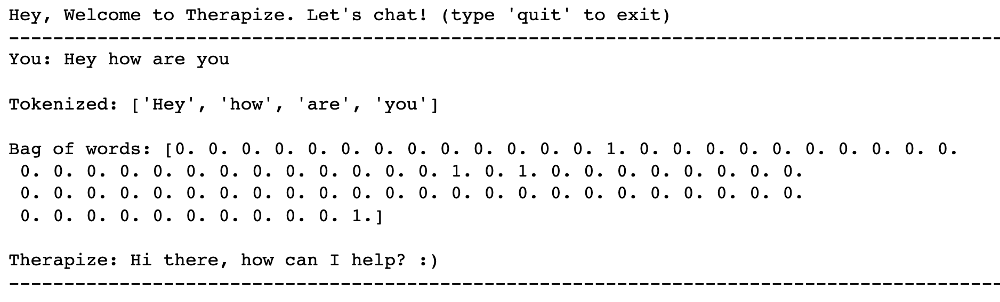 Hey, Welcome to Therapize. Let's chat! (type 'quit' to exit)
------------------------------------------------------------------------------------------
You: Hey how are you
Tokenized: ['Hey', 'how', 'are', 'you']
Bag of words: [0. 0. 0. 0. 0. 0. 0. 0. 0. 0. 0. 0. 0. 1. 0. 0. 0. 0. 0. 0. 0. 0. 0. 0.
0. 0. 0. 0. 0. 0. 0. 0. 0. 0. 0. 0. 0. 1. 0. 1. 0. 0. 0. 0. 0. 0. 0. 0.
0. 0. 0. 0. 0. 0. 0. 0. 0. 0. 0. 0. 0. 0. 0. 0. 0. 0. 0. 0. 0. 0. 0. 0.
0. 0. 0. 0. 0. 0. 0. 0. 0. 0. 1.]
Therapize: Hi there, how can I help? :)
------------------------------------------------------------------------------------------